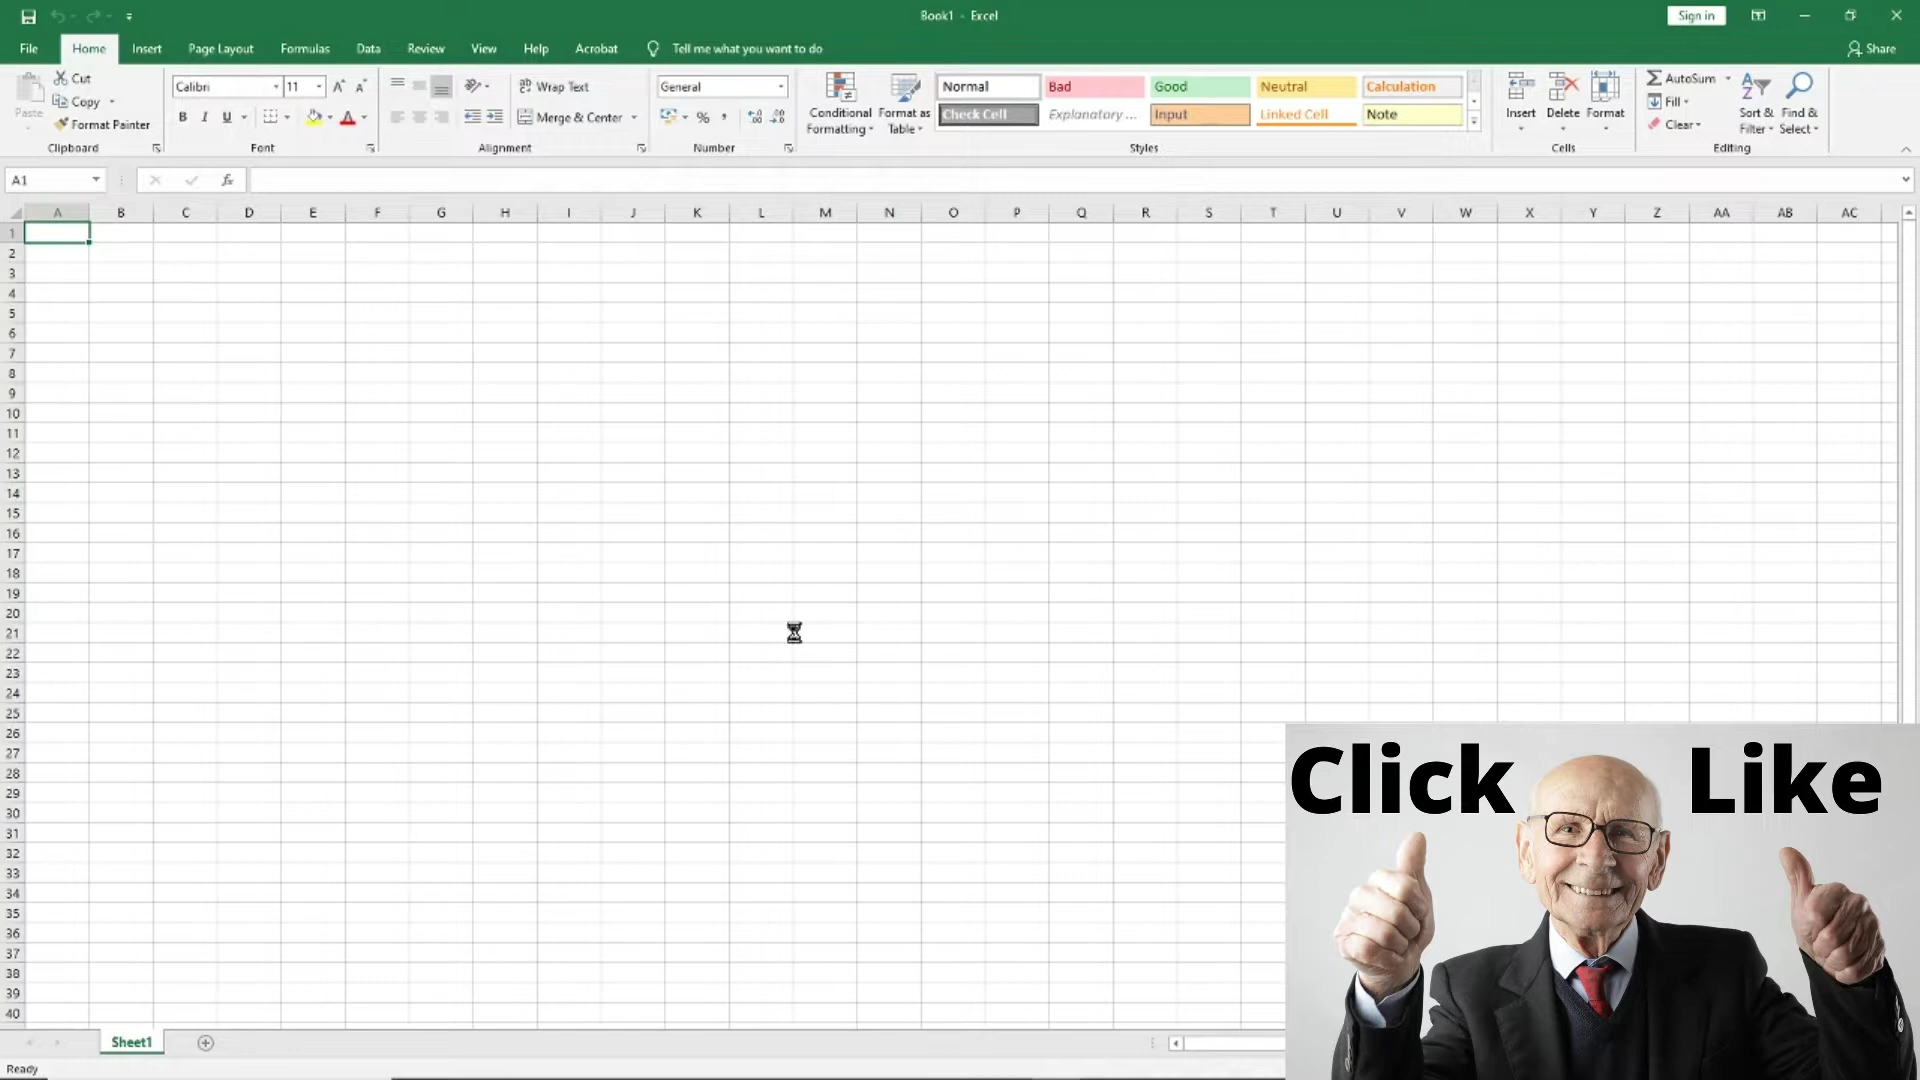 Book1 - Excel
Sign in
File Home Insert Page Layout Formulas Data Review View Help Acrobat Tell me what you want to do
Share
Cut
Copy
Format Painter
Paste
Clipboard
Calibri 11
B I U
Font
Wrap Text
Merge & Center
Alignment
General
%
Number
Conditional Formatting
Format as Table
Normal Bad Good Neutral Calculation
Check Cell Explanatory ... Input Linked Cell Note
Styles
Insert Delete Format
Cells
AutoSum
Fill
Clear
Sort & Filter
Find & Select
Editing
A1
fx
A B C D E F G H I J K L M N O P Q R S T U V W X Y Z AA AB AC
1
2
3
4
5
6
7
8
9
10
11
12
13
14
15
16
17
18
19
20
21
22
23
24
25
26
27
28
29
30
31
32
33
34
35
36
37
38
39
40
Click Like
Sheet1
Ready